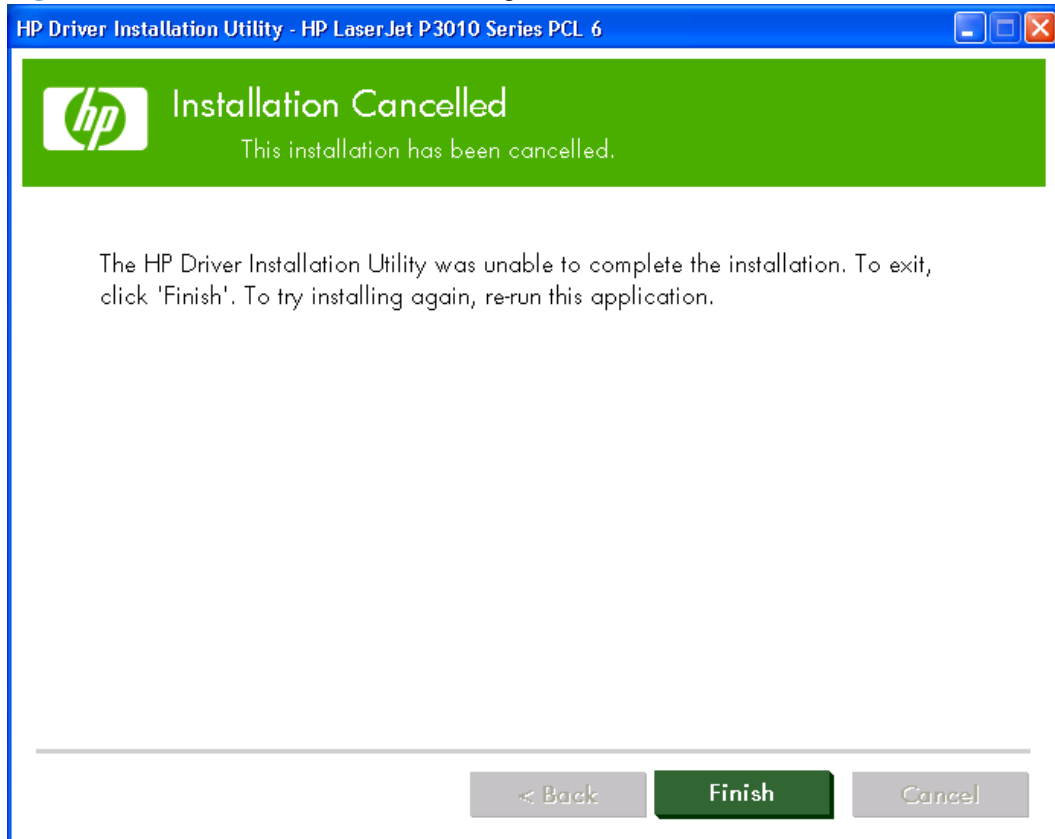 HP Driver Installation Utility - HP LaserJet P3010 Series PCL 6
hp
Installation Cancelled
This installation has been cancelled.
The HP Driver Installation Utility was unable to complete the installation. To exit,
click 'Finish'. To try installing again, re-run this application.
< Back
Finish
Cancel